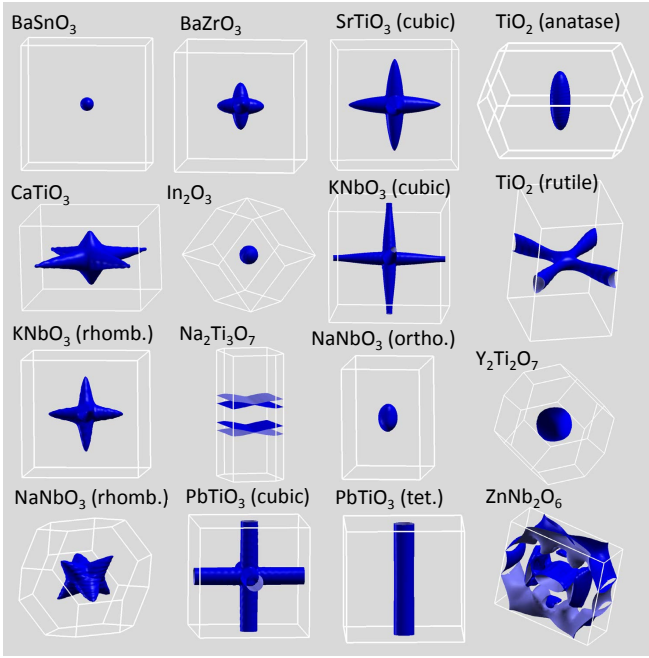 BaSnO₃
BaZrO₃
SrTiO₃ (cubic)
TiO₂ (anatase)
CaTiO₃
In₂O₃
KNbO₃ (cubic)
TiO₂ (rutile)
KNbO₃ (rhomb.)
Na₂Ti₃O₇
NaNbO₃ (ortho.)
Y₂Ti₂O₇
NaNbO₃ (rhomb.)
PbTiO₃ (cubic)
PbTiO₃ (tet.)
ZnNb₂O₆